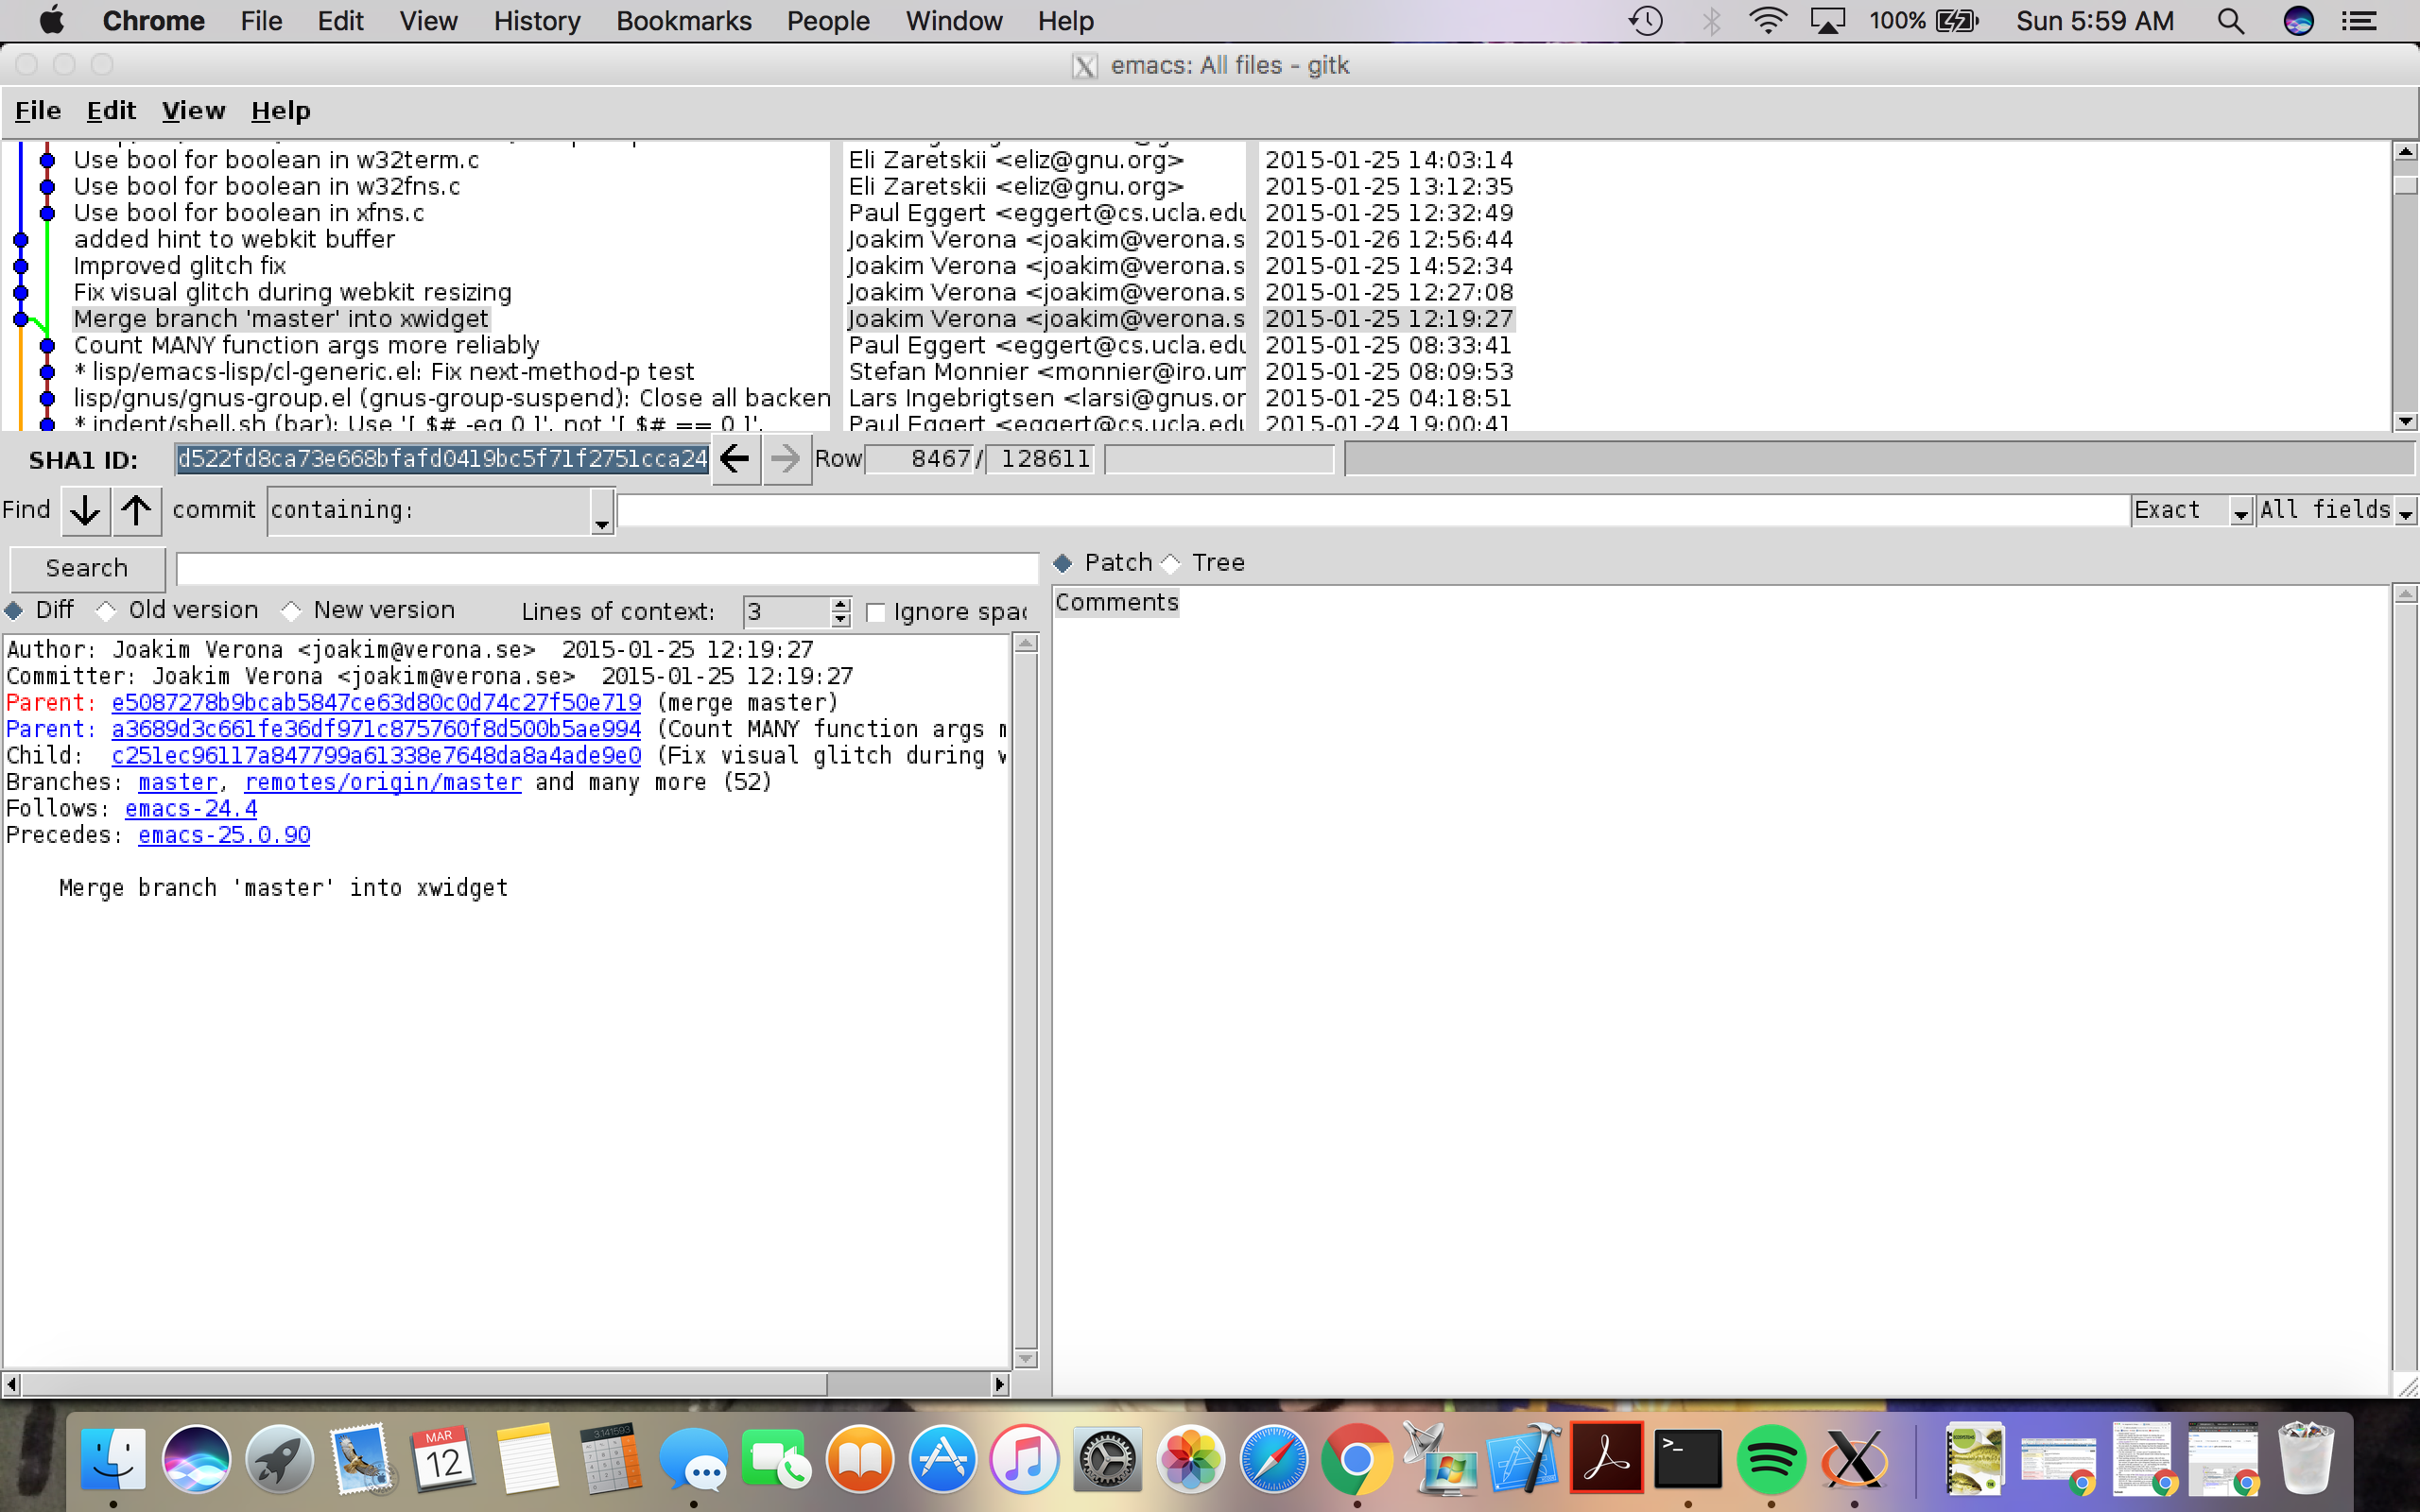 Chrome File Edit View History Bookmarks People Window Help 100% Sun 5:59 AM
emacs: All files - gitk
File Edit View Help
Use bool for boolean in w32term.c Eli Zaretskii <eliz@gnu.org> 2015-01-25 14:03:14
Use bool for boolean in w32fns.c Eli Zaretskii <eliz@gnu.org> 2015-01-25 13:12:35
Use bool for boolean in xfns.c Paul Eggert <eggert@cs.ucla.edu 2015-01-25 12:32:49
added hint to webkit buffer Joakim Verona <joakim@verona.s 2015-01-26 12:56:44
Improved glitch fix Joakim Verona <joakim@verona.s 2015-01-25 14:52:34
Fix visual glitch during webkit resizing Joakim Verona <joakim@verona.s 2015-01-25 12:27:08
Merge branch 'master' into xwidget Joakim Verona <joakim@verona.s 2015-01-25 12:19:27
Count MANY function args more reliably Paul Eggert <eggert@cs.ucla.edu 2015-01-25 08:33:41
* lisp/emacs-lisp/cl-generic.el: Fix next-method-p test Stefan Monnier <monnier@iro.um 2015-01-25 08:09:53
lisp/gnus/gnus-group.el (gnus-group-suspend): Close all backen Lars Ingebrigtsen <larsi@gnus.or 2015-01-25 04:18:51
* indent/shell.sh (bar): Use '[ $# -eq 0 ]', not '[ $# == 0 ]'. Paul Eggert <eggert@cs.ucla.edu 2015-01-24 19:00:41
SHA1 ID: d522fd8ca73e668bfafd0419bc5f71f2751cca24 Row 8467 / 128611
Find commit containing: Exact All fields
Search Patch Tree
Diff Old version New version Lines of context: 3 Ignore spac
Comments
Author: Joakim Verona <joakim@verona.se> 2015-01-25 12:19:27
Committer: Joakim Verona <joakim@verona.se> 2015-01-25 12:19:27
Parent: e5087278b9bcab5847ce63d80c0d74c27f50e719 (merge master)
Parent: a3689d3c661fe36df971c875760f8d500b5ae994 (Count MANY function args m
Child: c251ec96117a847799a61338e7648da8a4ade9e0 (Fix visual glitch during w
Branches: master, remotes/origin/master and many more (52)
Follows: emacs-24.4
Precedes: emacs-25.0.90
Merge branch 'master' into xwidget
MAR
12
3.141593